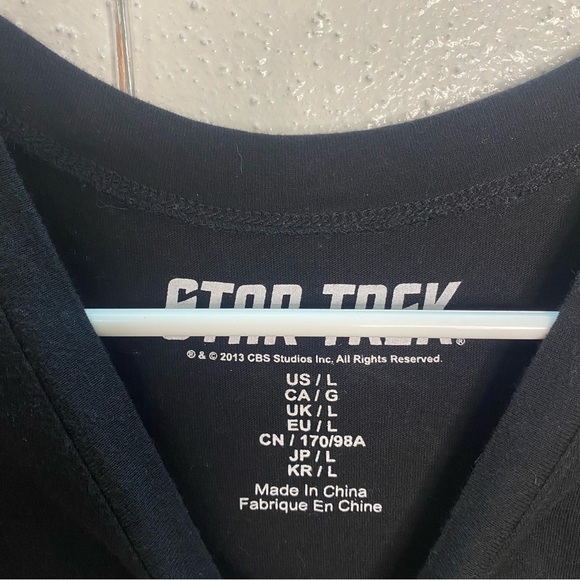 STAR TREK®
® & © 2013 CBS Studios Inc. All Rights Reserved.
US / L
CA / G
UK / L
EU / L
CN / 170/98A
JP / L
KR / L
Made In China
Fabrique En Chine